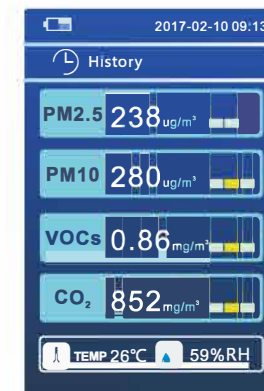 2017-02-10 09:13
History
PM2.5 238 ug/m³
PM10 280 ug/m³
VOCs 0.86 mg/m³
CO₂ 852 mg/m³
TEMP 26℃ 59%RH